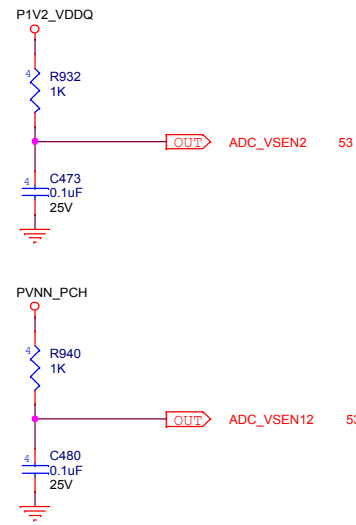 P1V2_VDDQ
4 R932
1K
OUT ADC_VSEN2 53
4 C473
0.1uF
25V
PVNN_PCH
4 R940
1K
OUT ADC_VSEN12 53
4 C480
0.1uF
25V